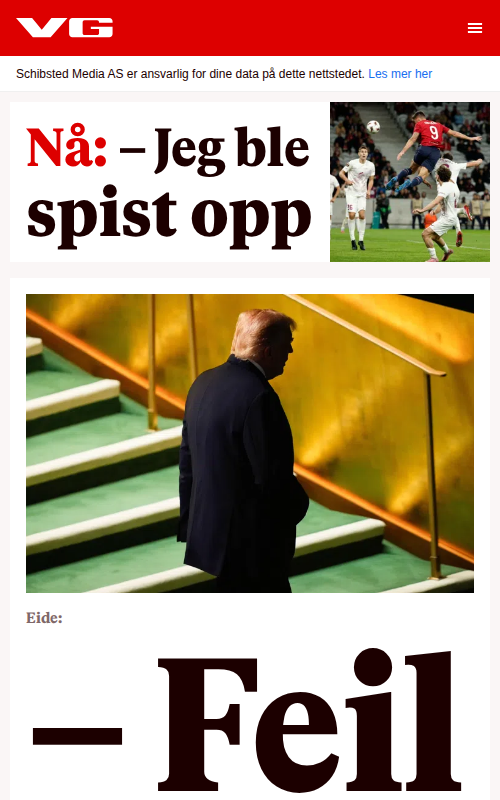 VG
Schibsted Media AS er ansvarlig for dine data på dette nettstedet. Les mer her
Nå: – Jeg ble
spist opp
9
Eide:
– Feil